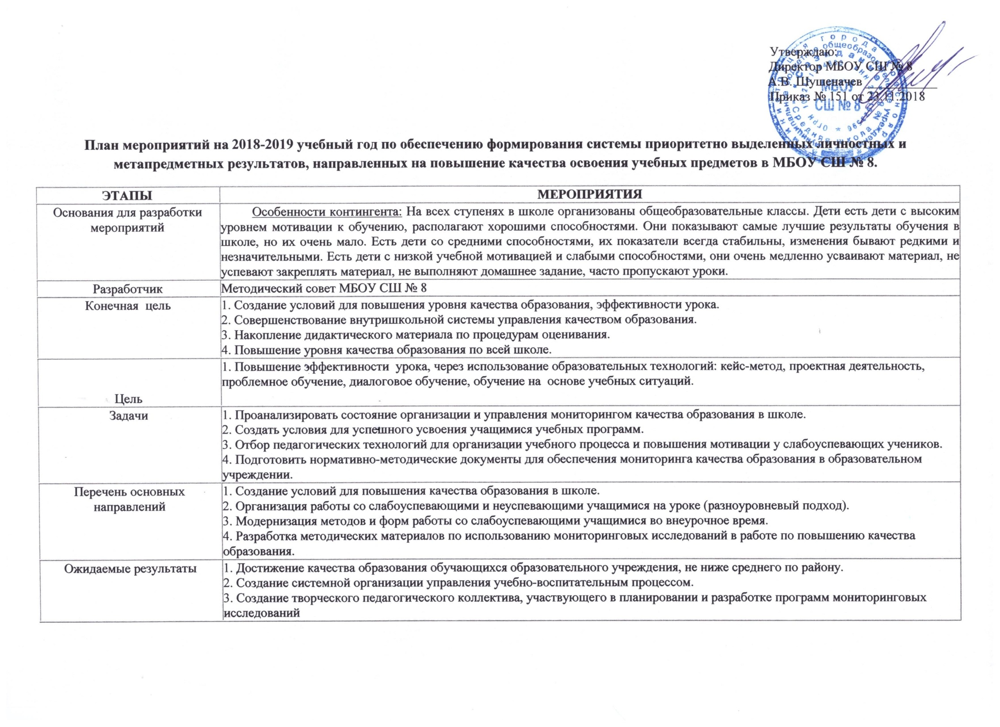 Утверждаю:
Директор МБОУ СШ № 8
А.В. Шушеначев ____________
Приказ № 151 от 23.11.2018
МБОУ
СШ № 8
План мероприятий на 2018-2019 учебный год по обеспечению формирования системы приоритетно выделенных личностных и
метапредметных результатов, направленных на повышение качества освоения учебных предметов в МБОУ СШ № 8.
ЭТАПЫ
МЕРОПРИЯТИЯ
Основания для разработки
мероприятий
Особенности контингента: На всех ступенях в школе организованы общеобразовательные классы. Дети есть дети с высоким
уровнем мотивации к обучению, располагают хорошими способностями. Они показывают самые лучшие результаты обучения в
школе, но их очень мало. Есть дети со средними способностями, их показатели всегда стабильны, изменения бывают редкими и
незначительными. Есть дети с низкой учебной мотивацией и слабыми способностями, они очень медленно усваивают материал, не
успевают закреплять материал, не выполняют домашнее задание, часто пропускают уроки.
Разработчик
Методический совет МБОУ СШ № 8
Конечная цель
1. Создание условий для повышения уровня качества образования, эффективности урока.
2. Совершенствование внутришкольной системы управления качеством образования.
3. Накопление дидактического материала по процедурам оценивания.
4. Повышение уровня качества образования по всей школе.
Цель
1. Повышение эффективности урока, через использование образовательных технологий: кейс-метод, проектная деятельность,
проблемное обучение, диалоговое обучение, обучение на основе учебных ситуаций.
Задачи
1. Проанализировать состояние организации и управления мониторингом качества образования в школе.
2. Создать условия для успешного усвоения учащимися учебных программ.
3. Отбор педагогических технологий для организации учебного процесса и повышения мотивации у слабоуспевающих учеников.
4. Подготовить нормативно-методические документы для обеспечения мониторинга качества образования в образовательном
учреждении.
Перечень основных
направлений
1. Создание условий для повышения качества образования в школе.
2. Организация работы со слабоуспевающими и неуспевающими учащимися на уроке (разноуровневый подход).
3. Модернизация методов и форм работы со слабоуспевающими учащимися во внеурочное время.
4. Разработка методических материалов по использованию мониторинговых исследований в работе по повышению качества
образования.
Ожидаемые результаты
1. Достижение качества образования обучающихся образовательного учреждения, не ниже среднего по району.
2. Создание системной организации управления учебно-воспитательным процессом.
3. Создание творческого педагогического коллектива, участвующего в планировании и разработке программ мониторинговых
исследований